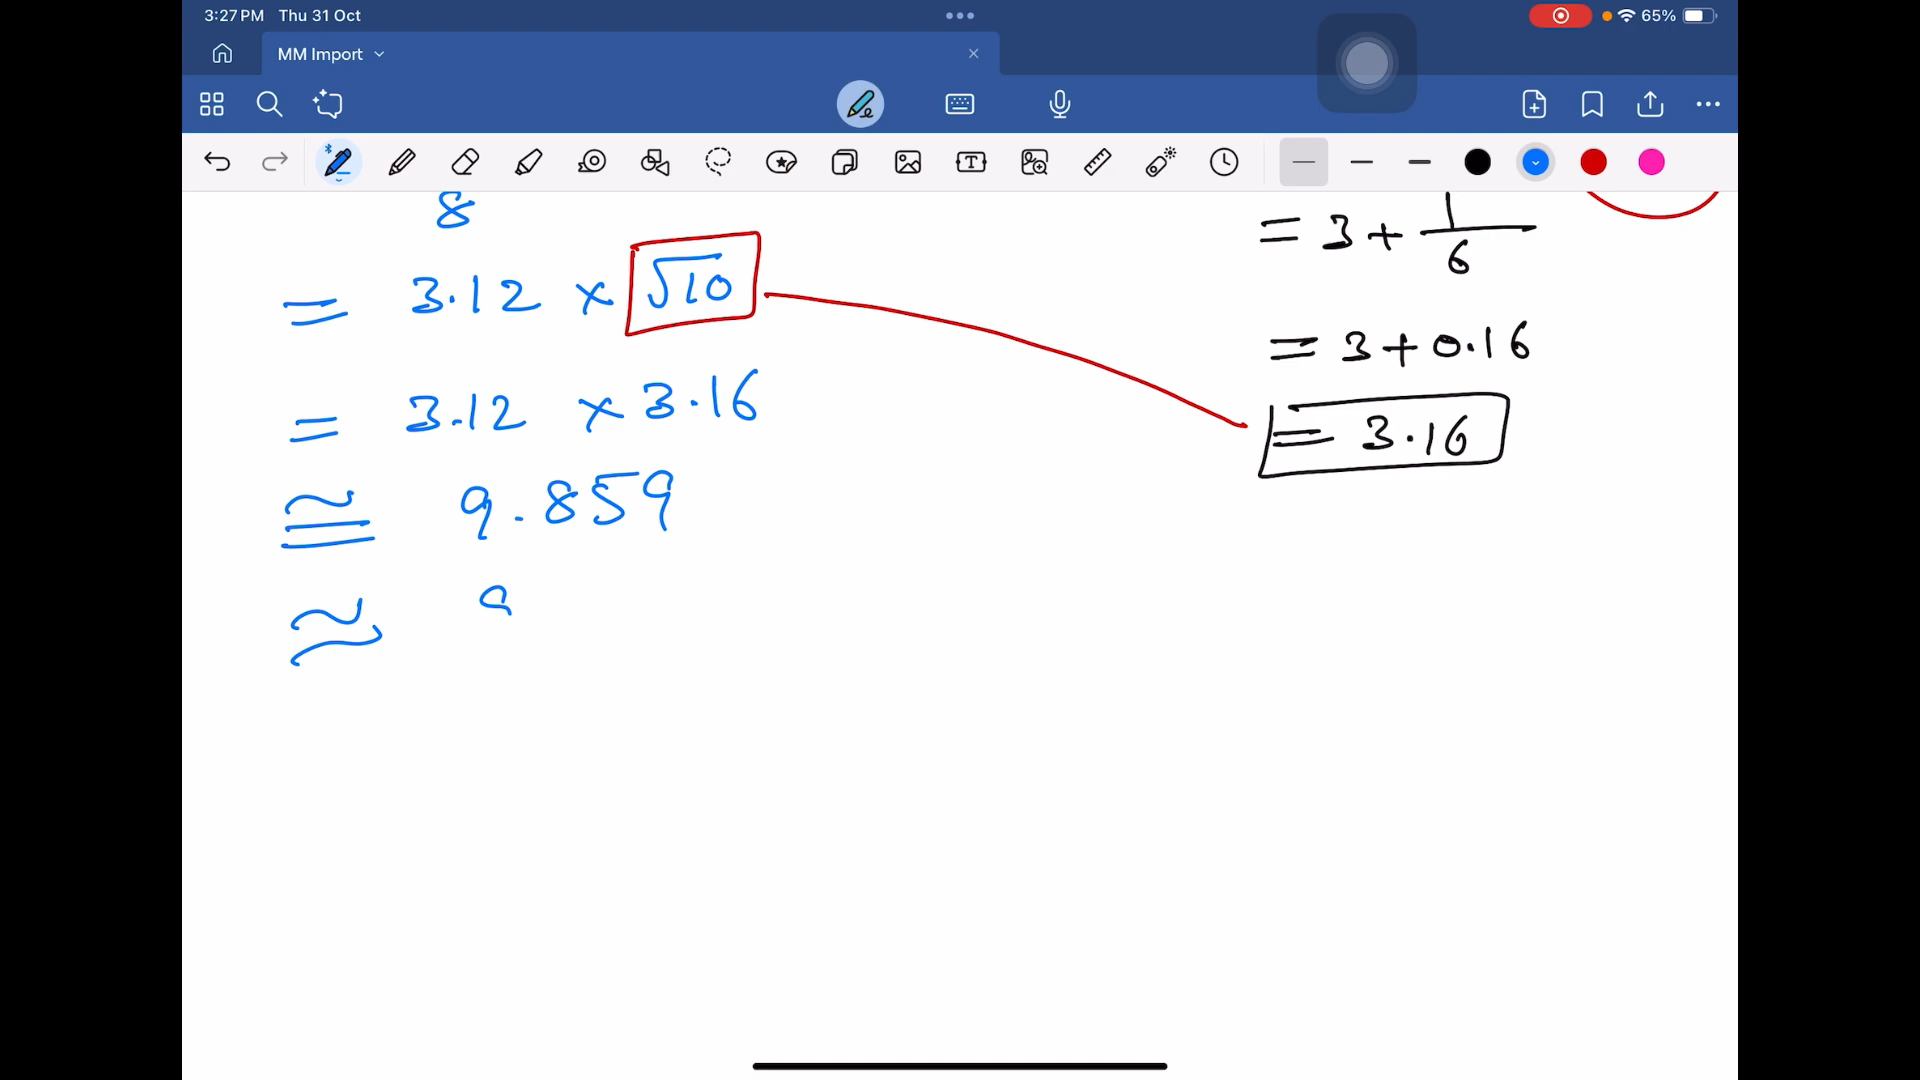 3:27 PM Thu 31 Oct
65%
MM Import
8
= 3.12 × √10
= 3.12 × 3.16
≅ 9.859
≈ 9
= 3 + 1/6
= 3 + 0.16
= 3.16